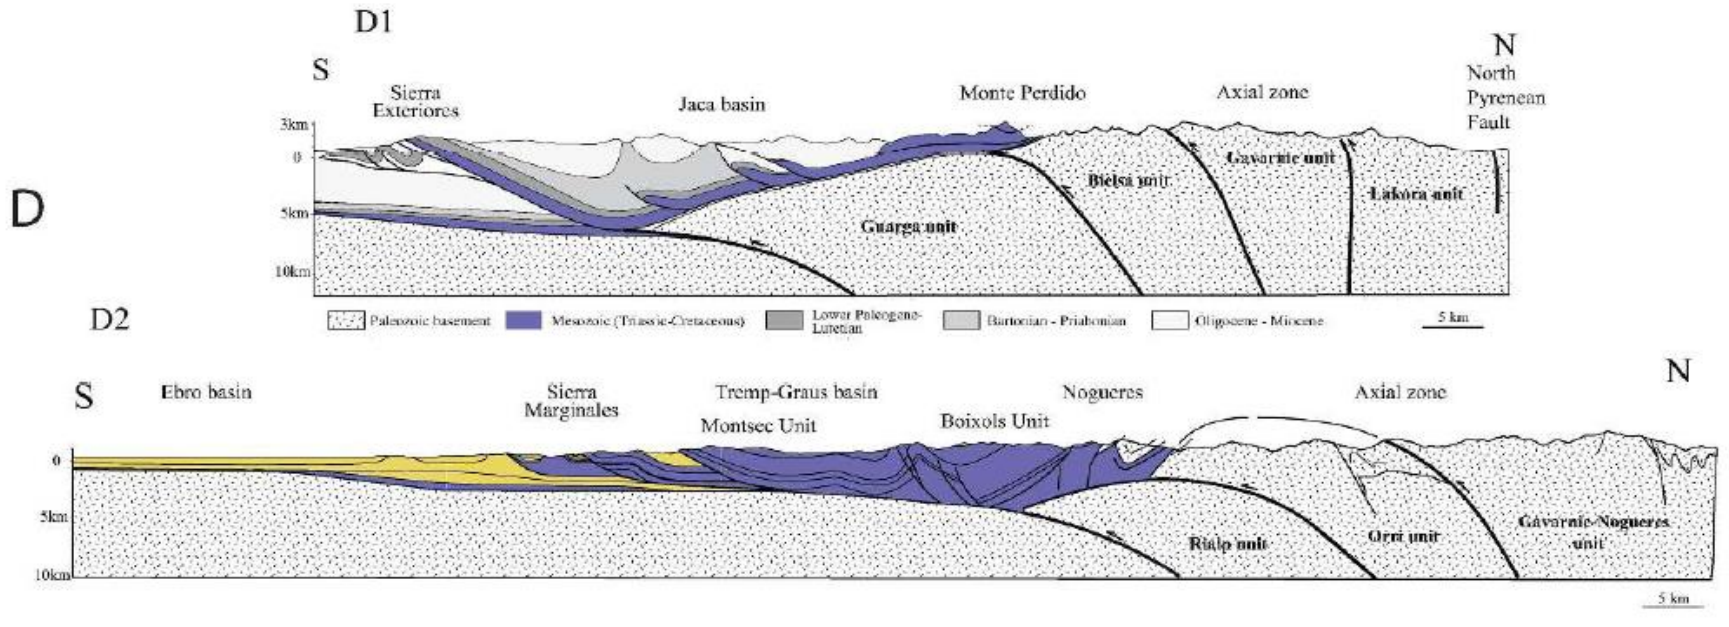 D1
S
N
North
Pyrenean
Fault
Sierra
Exteriores
Jaca basin
Monte Perdido
Axial zone
3km
0
5km
10km
D
Gavarnie unit
Bielsa unit
Lakora unit
Guarga unit
D2
Paleozoic basement
Mesozoic (Triassic-Cretaceous)
Lower Paleogene-
Lutetian
Bartonian - Priabonian
Oligocene - Miocene
5 km
S
N
Ebro basin
Sierra
Marginales
Tremp-Graus basin
Montsec Unit
Boixols Unit
Nogueres
Axial zone
0
5km
10km
Rialp unit
Orri unit
Gavarnie-Nogueres
unit
5 km